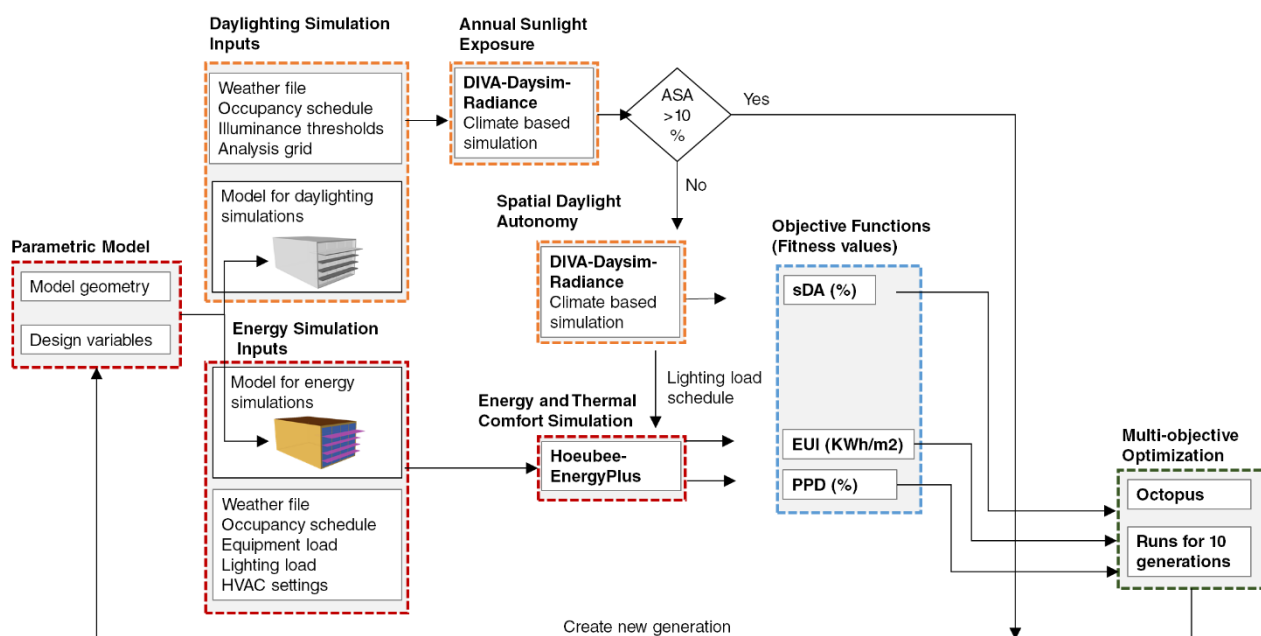 Daylighting Simulation
Inputs
Weather file
Occupancy schedule
Illuminance thresholds
Analysis grid
Model for daylighting
simulations
Annual Sunlight
Exposure
DIVA-Daysim-
Radiance
Climate based
simulation
ASA
>10
%
Yes
No
Spatial Daylight
Autonomy
DIVA-Daysim-
Radiance
Climate based
simulation
Lighting load
schedule
Parametric Model
Model geometry
Design variables
Energy Simulation
Inputs
Model for energy
simulations
Weather file
Occupancy schedule
Equipment load
Lighting load
HVAC settings
Energy and Thermal
Comfort Simulation
Hoeubee-
EnergyPlus
Objective Functions
(Fitness values)
sDA (%)
EUI (KWh/m2)
PPD (%)
Multi-objective
Optimization
Octopus
Runs for 10
generations
Create new generation